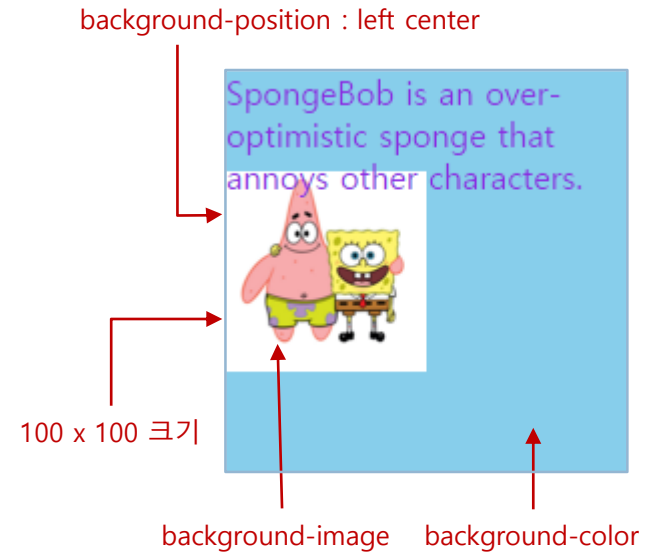 background-position : left center
SpongeBob is an over-
optimistic sponge that
annoys other characters.
100 x 100 크기
background-image
background-color